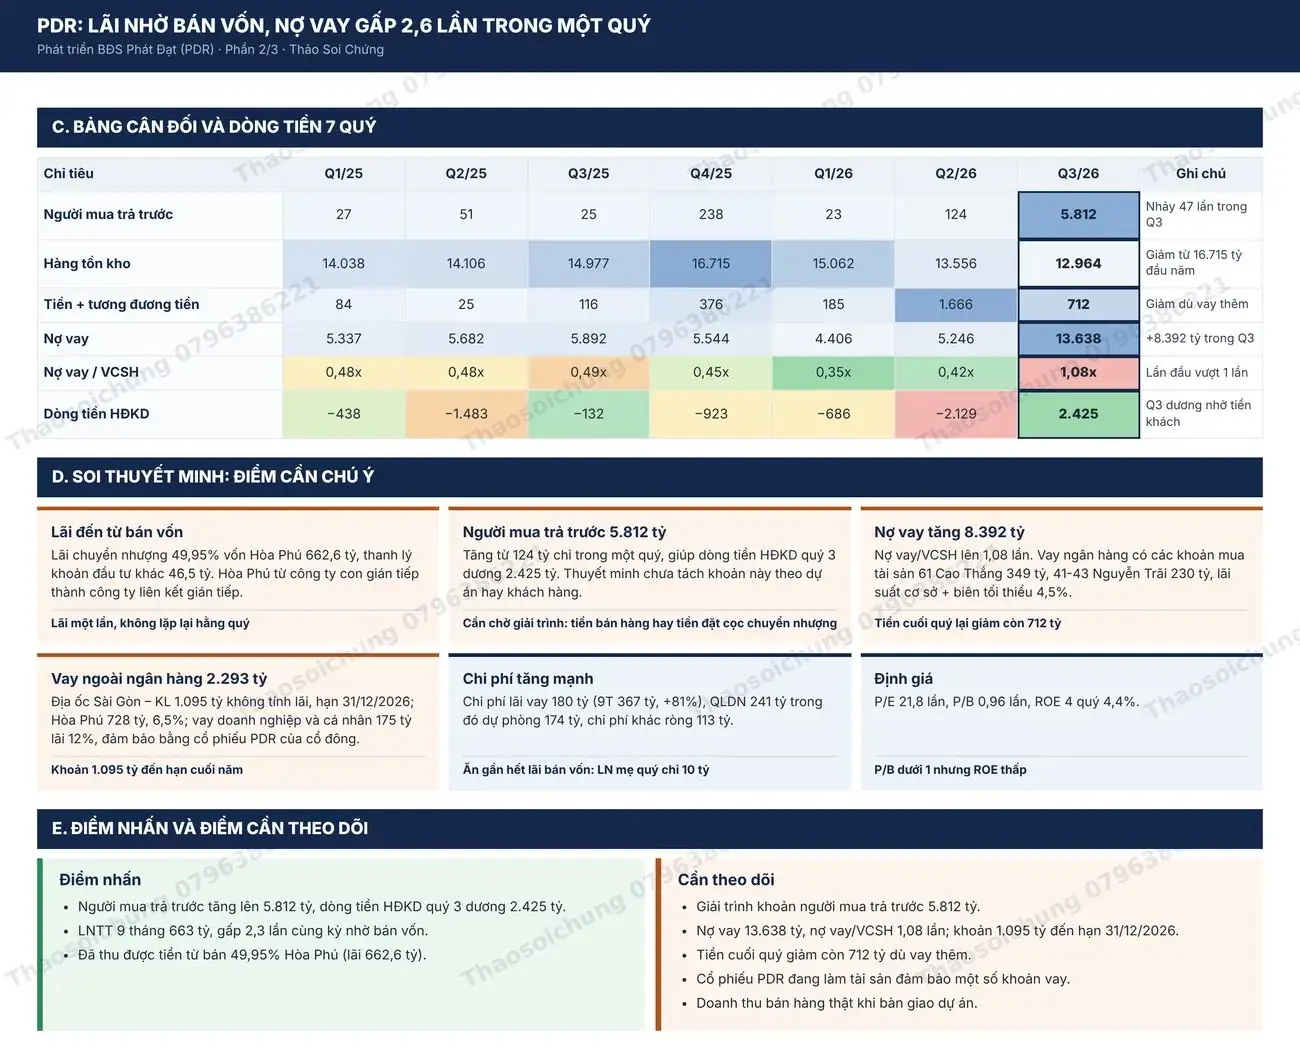 PDR: LÃI NHỜ BÁN VỐN, NỢ VAY GẤP 2,6 LẦN TRONG MỘT QUÝ
Phát triển BĐS Phát Đạt (PDR) · Phần 2/3 · Thảo Soi Chứng
C. BẢNG CÂN ĐỐI VÀ DÒNG TIỀN 7 QUÝ
Chỉ tiêu Q1/25 Q2/25 Q3/25 Q4/25 Q1/26 Q2/26 Q3/26 Ghi chú
Người mua trả trước 27 51 25 238 23 124 5.812 Nhảy 47 lần trong
Q3
Hàng tồn kho 14.038 14.106 14.977 16.715 15.062 13.556 12.964 Giảm từ 16.715 tỷ
đầu năm
Tiền + tương đương tiền 84 25 116 376 185 1.666 712 Giảm dù vay thêm
Nợ vay 5.337 5.682 5.892 5.544 4.406 5.246 13.638 +8.392 tỷ trong Q3
Nợ vay / VCSH 0,48x 0,48x 0,49x 0,45x 0,35x 0,42x 1,08x Lần đầu vượt 1 lần
Dòng tiền HĐKD −438 −1.483 −132 −923 −686 −2.129 2.425 Q3 dương nhờ tiền
khách
D. SOI THUYẾT MINH: ĐIỂM CẦN CHÚ Ý
Lãi đến từ bán vốn
Lãi chuyển nhượng 49,95% vốn Hòa Phú 662,6 tỷ, thanh lý
khoản đầu tư khác 46,5 tỷ. Hòa Phú từ công ty con gián tiếp
thành công ty liên kết gián tiếp.
Lãi một lần, không lặp lại hằng quý
Người mua trả trước 5.812 tỷ
Tăng từ 124 tỷ chỉ trong một quý, giúp dòng tiền HĐKD quý 3
dương 2.425 tỷ. Thuyết minh chưa tách khoản này theo dự
án hay khách hàng.
Cần chờ giải trình: tiền bán hàng hay tiền đặt cọc chuyển nhượng
Nợ vay tăng 8.392 tỷ
Nợ vay/VCSH lên 1,08 lần. Vay ngân hàng có các khoản mua
tài sản 61 Cao Thắng 349 tỷ, 41-43 Nguyễn Trãi 230 tỷ, lãi
suất cơ sở + biên tối thiểu 4,5%.
Tiền cuối quý lại giảm còn 712 tỷ
Vay ngoài ngân hàng 2.293 tỷ
Địa ốc Sài Gòn – KL 1.095 tỷ không tính lãi, hạn 31/12/2026;
Hòa Phú 728 tỷ, 6,5%; vay doanh nghiệp và cá nhân 175 tỷ
lãi 12%, đảm bảo bằng cổ phiếu PDR của cổ đông.
Khoản 1.095 tỷ đến hạn cuối năm
Chi phí tăng mạnh
Chi phí lãi vay 180 tỷ (9T 367 tỷ, +81%), QLDN 241 tỷ trong
đó dự phòng 174 tỷ, chi phí khác ròng 113 tỷ.
Ăn gần hết lãi bán vốn: LN mẹ quý chỉ 10 tỷ
Định giá
P/E 21,8 lần, P/B 0,96 lần, ROE 4 quý 4,4%.
P/B dưới 1 nhưng ROE thấp
E. ĐIỂM NHẤN VÀ ĐIỂM CẦN THEO DÕI
Điểm nhấn
• Người mua trả trước tăng lên 5.812 tỷ, dòng tiền HĐKD quý 3 dương 2.425 tỷ.
• LNTT 9 tháng 663 tỷ, gấp 2,3 lần cùng kỳ nhờ bán vốn.
• Đã thu được tiền từ bán 49,95% Hòa Phú (lãi 662,6 tỷ).
Cần theo dõi
• Giải trình khoản người mua trả trước 5.812 tỷ.
• Nợ vay 13.638 tỷ, nợ vay/VCSH 1,08 lần; khoản 1.095 tỷ đến hạn 31/12/2026.
• Tiền cuối quý giảm còn 712 tỷ dù vay thêm.
• Cổ phiếu PDR đang làm tài sản đảm bảo một số khoản vay.
• Doanh thu bán hàng thật khi bàn giao dự án.
Thaosoichung 0796386221